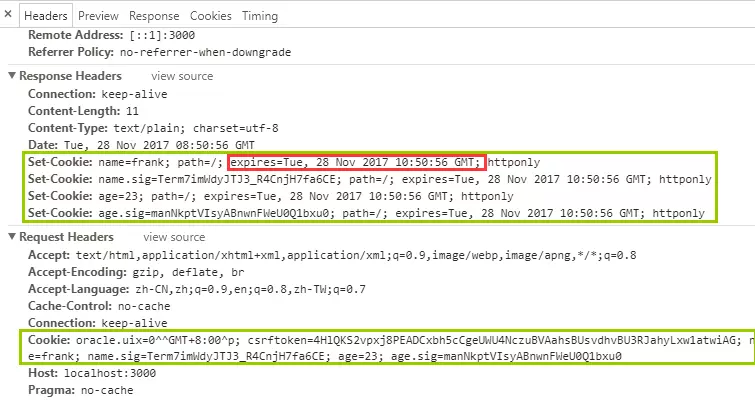 × Headers Preview Response Cookies Timing
Remote Address: [::1]:3000
Referrer Policy: no-referrer-when-downgrade
▼ Response Headers view source
Connection: keep-alive
Content-Length: 11
Content-Type: text/plain; charset=utf-8
Date: Tue, 28 Nov 2017 08:50:56 GMT
Set-Cookie: name=frank; path=/; expires=Tue, 28 Nov 2017 10:50:56 GMT; httponly
Set-Cookie: name.sig=Term7imWdyJTJ3_R4CnjH7fa6CE; path=/; expires=Tue, 28 Nov 2017 10:50:56 GMT; httponly
Set-Cookie: age=23; path=/; expires=Tue, 28 Nov 2017 10:50:56 GMT; httponly
Set-Cookie: age.sig=manNkptVIsyABnwnFWeU0Q1bxu0; path=/; expires=Tue, 28 Nov 2017 10:50:56 GMT; httponly
▼ Request Headers view source
Accept: text/html,application/xhtml+xml,application/xml;q=0.9,image/webp,image/apng,*/*;q=0.8
Accept-Encoding: gzip, deflate, br
Accept-Language: zh-CN,zh;q=0.9,en;q=0.8,zh-TW;q=0.7
Cache-Control: no-cache
Connection: keep-alive
Cookie: oracle.uix=0^^GMT+8:00^p; csrftoken=4HlQKS2vpxj8PEADCxbh5cCgeUWU4NczuBVAahsBUsvdhvBU3RJahyLxw1atwiAG; n
e=frank; name.sig=Term7imWdyJTJ3_R4CnjH7fa6CE; age=23; age.sig=manNkptVIsyABnwnFWeU0Q1bxu0
Host: localhost:3000
Pragma: no-cache